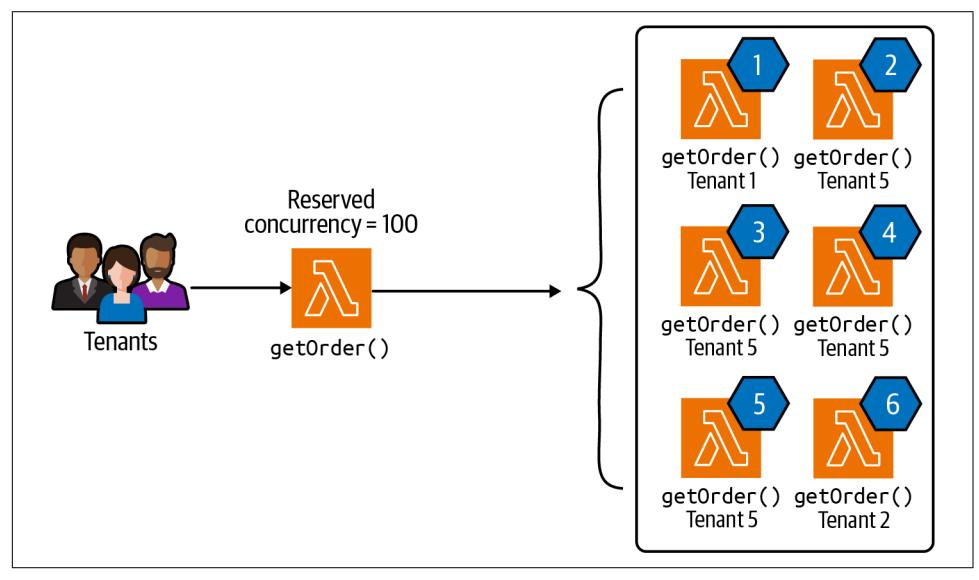 Reserved
concurrency = 100
Tenants
getOrder()
1
2
getOrder() getOrder()
Tenant 1 Tenant 5
3
4
getOrder() getOrder()
Tenant 5 Tenant 5
5
6
getOrder() getOrder()
Tenant 5 Tenant 2